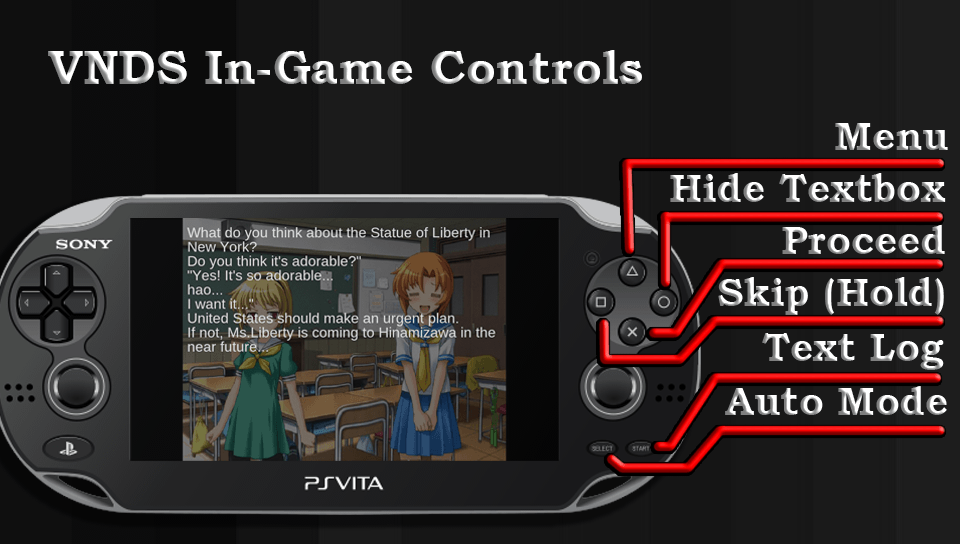 VNDS In-Game Controls
Menu
Hide Textbox
Proceed
Skip (Hold)
Text Log
Auto Mode
SONY
What do you think about the Statue of Liberty in
New York?
Do you think it's adorable?"
"Yes! It's so adorable...
hao...
I want it..."
United States should make an urgent plan.
If not, Ms.Liberty is coming to Hinamizawa in the
near future...
SELECT
START
PSVITA